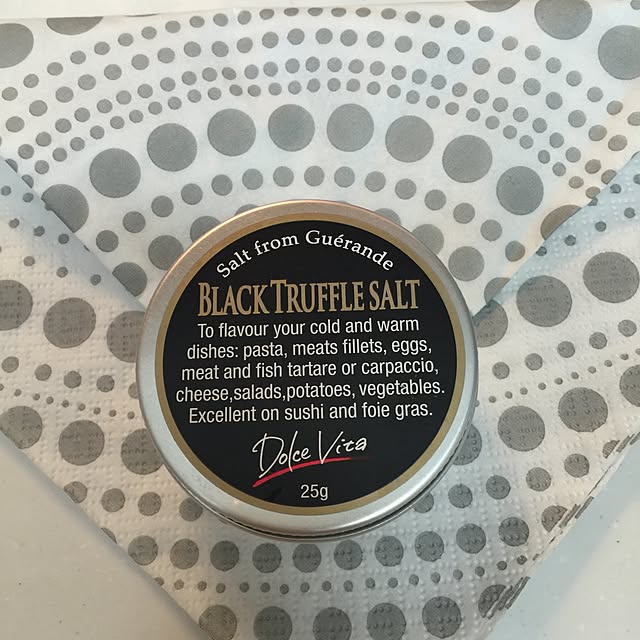 Salt from Guérande
BLACK TRUFFLE SALT
To flavour your cold and warm
dishes: pasta, meats fillets, eggs,
meat and fish tartare or carpaccio,
cheese,salads,potatoes, vegetables.
Excellent on sushi and foie gras.
Dolce Vita
25g